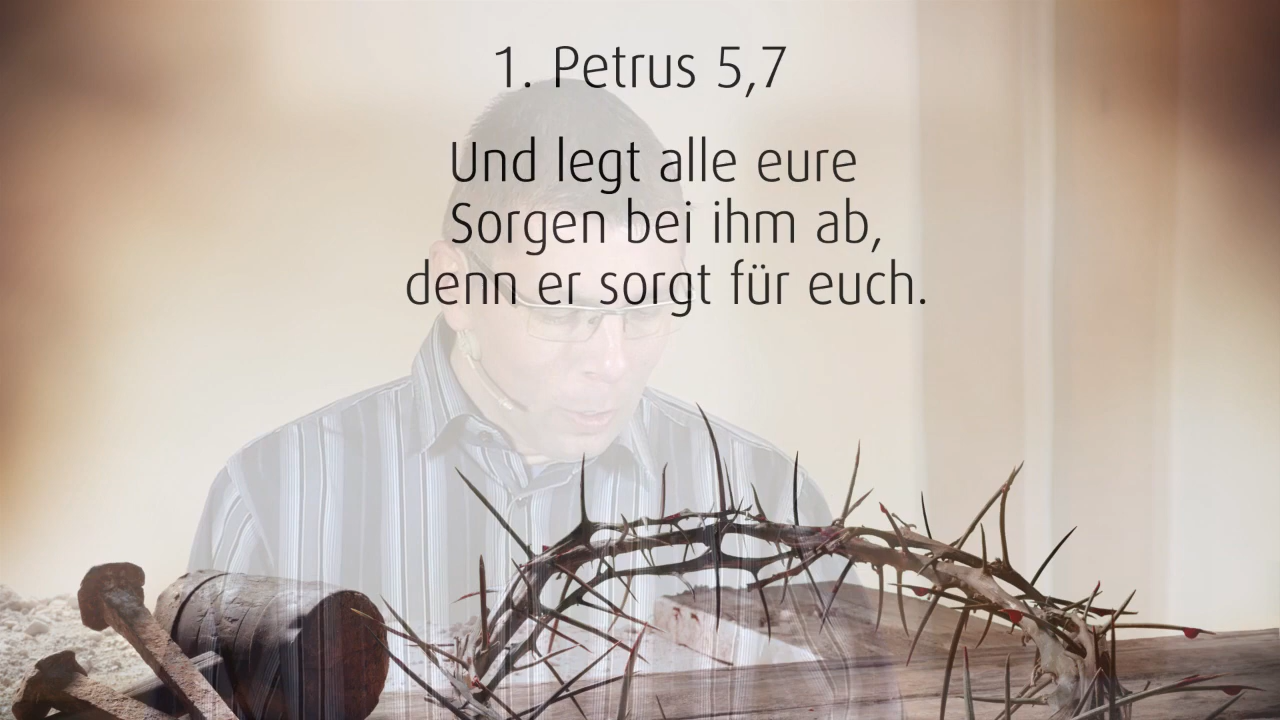 1. Petrus 5,7
Und legt alle eure
Sorgen bei ihm ab,
denn er sorgt für euch.